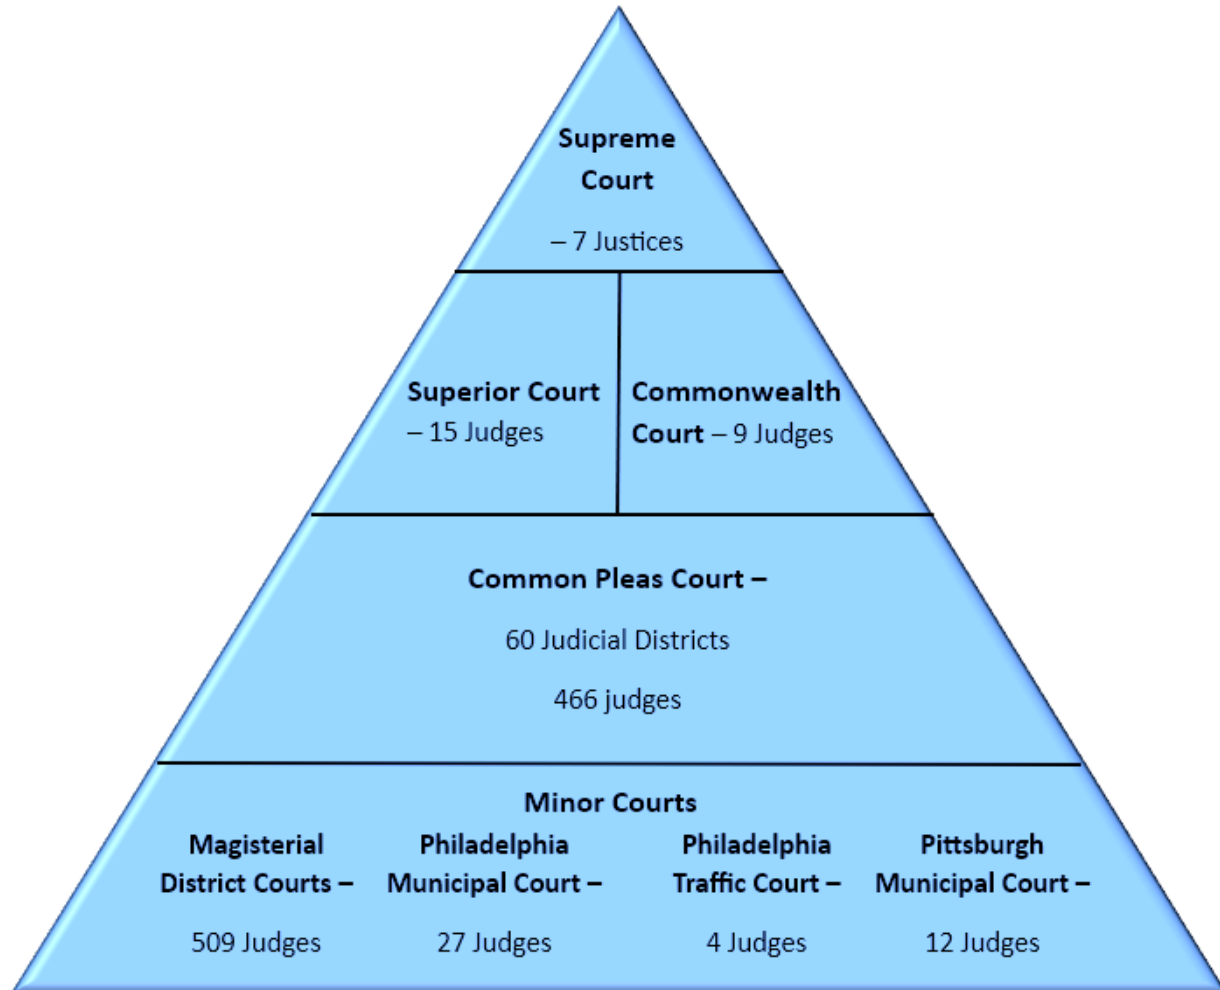 Supreme
Court
– 7 Justices
Superior Court
– 15 Judges
Commonwealth
Court – 9 Judges
Common Pleas Court –
60 Judicial Districts
466 judges
Minor Courts
Magisterial
District Courts –
509 Judges
Philadelphia
Municipal Court –
27 Judges
Philadelphia
Traffic Court –
4 Judges
Pittsburgh
Municipal Court –
12 Judges